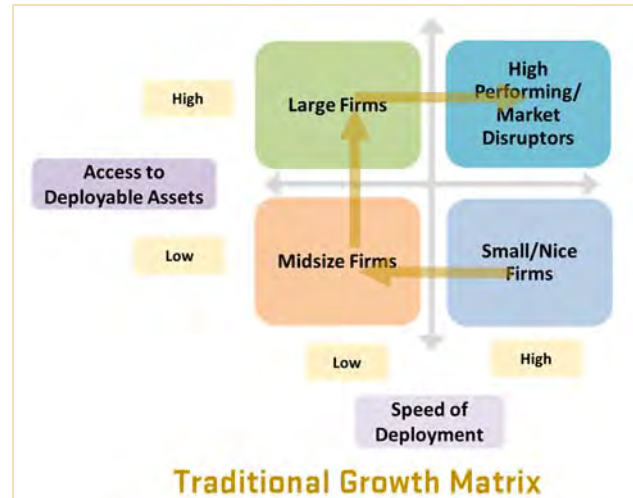 High
Large Firms
High
Performing/
Market
Disruptors
Access to
Deployable Assets
Low
Midsize Firms
Small/Nice
Firms
Low
High
Speed of
Deployment
Traditional Growth Matrix